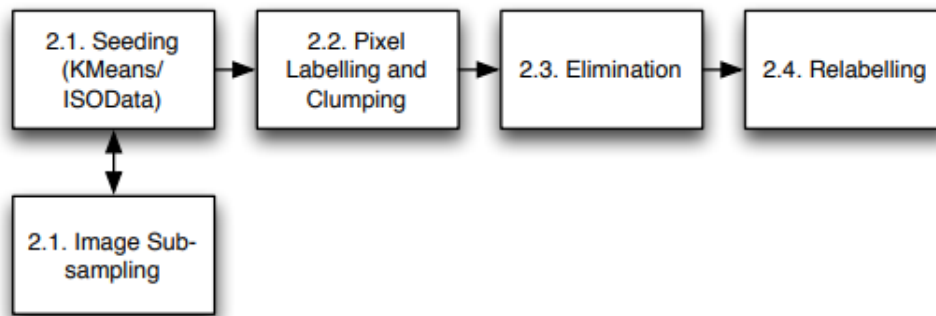 2.1. Seeding
(KMeans/
ISOData)
2.2. Pixel
Labelling and
Clumping
2.3. Elimination
2.4. Relabelling
2.1. Image Sub-
sampling